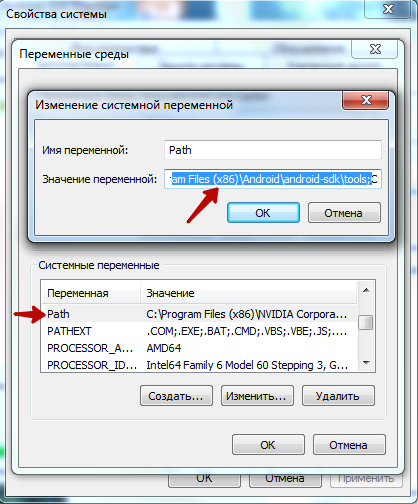 Свойства системы
Переменные среды
Изменение системной переменной
Имя переменной: Path
Значение переменной: am Files (x86)\Android\android-sdk\tools;C
OK Отмена
Системные переменные
Переменная Значение
Path C:\Program Files (x86)\NVIDIA Corpora...
PATHEXT .COM;.EXE;.BAT;.CMD;.VBS;.VBE;.JS;....
PROCESSOR_A... AMD64
PROCESSOR_ID... Intel64 Family 6 Model 60 Stepping 3, G...
Создать... Изменить... Удалить
OK Отмена
OK Отмена Применить